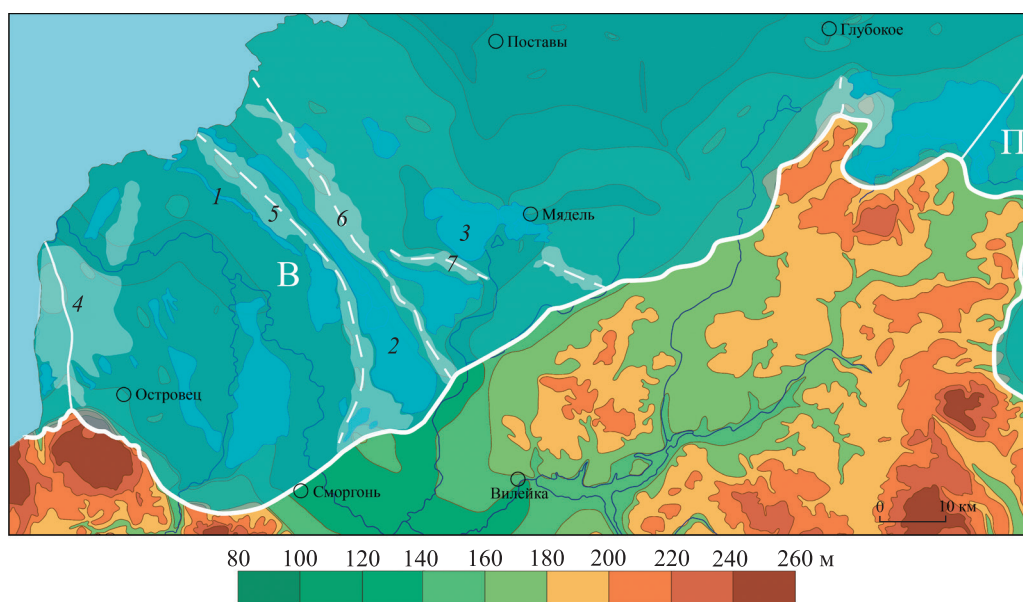 Поставы
Глубокое
П
1
5
6
3
Мядель
7
В
4
2
Островец
Сморгонь
Вилейка
0 10 км
80 100 120 140 160 180 200 220 240 260 м